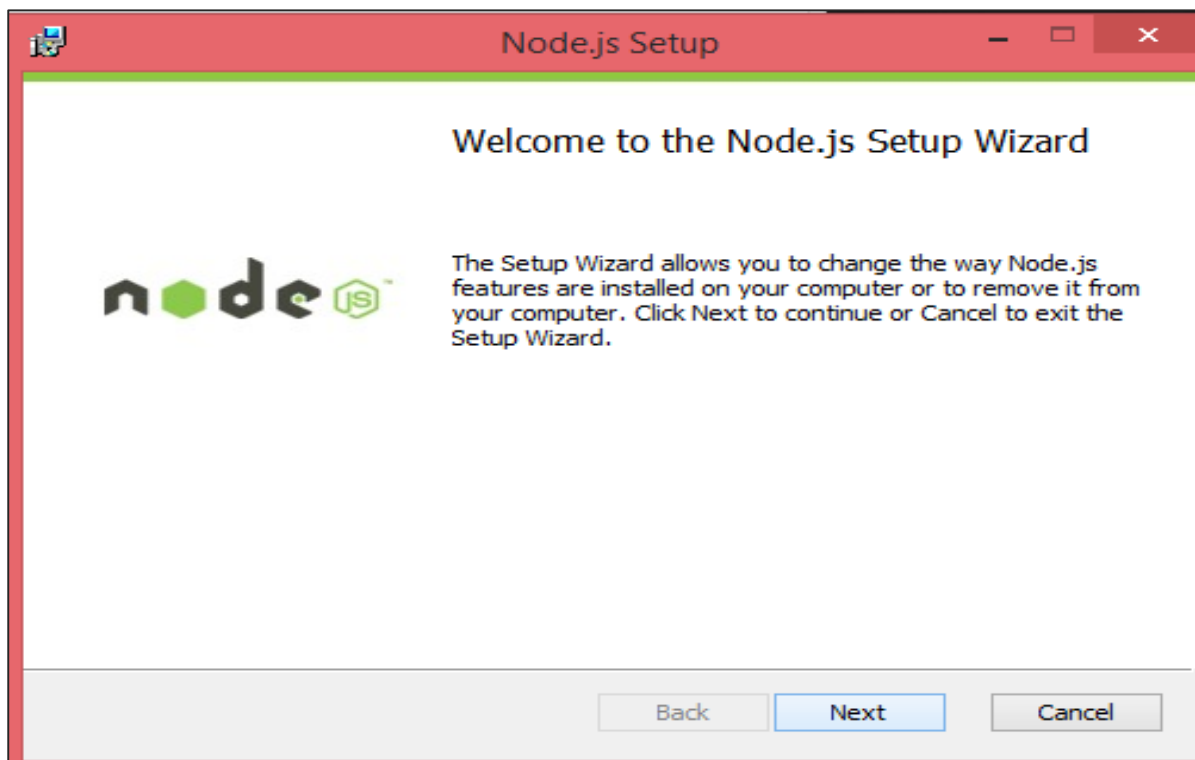 Node.js Setup
Welcome to the Node.js Setup Wizard
The Setup Wizard allows you to change the way Node.js
features are installed on your computer or to remove it from
your computer. Click Next to continue or Cancel to exit the
Setup Wizard.
node JS™
Back Next Cancel